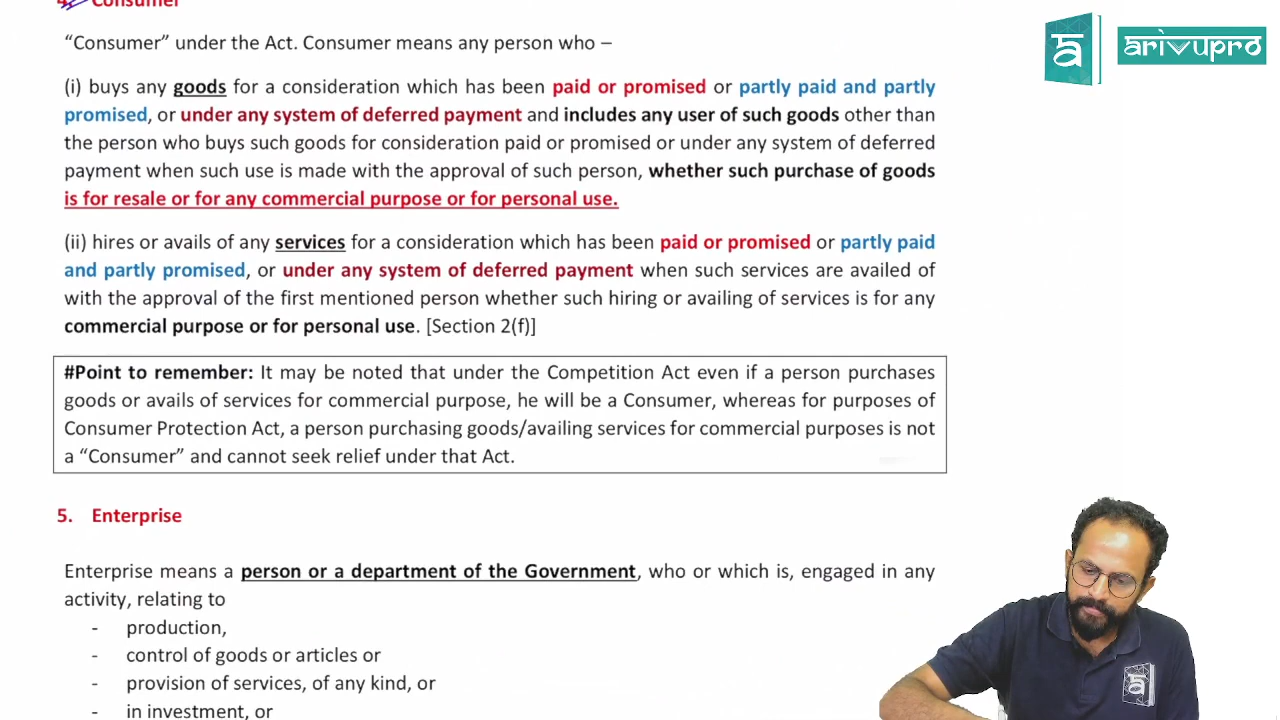 4. Consumer
arivupro
“Consumer” under the Act. Consumer means any person who –
(i) buys any goods for a consideration which has been paid or promised or partly paid and partly
promised, or under any system of deferred payment and includes any user of such goods other than
the person who buys such goods for consideration paid or promised or under any system of deferred
payment when such use is made with the approval of such person, whether such purchase of goods
is for resale or for any commercial purpose or for personal use.
(ii) hires or avails of any services for a consideration which has been paid or promised or partly paid
and partly promised, or under any system of deferred payment when such services are availed of
with the approval of the first mentioned person whether such hiring or availing of services is for any
commercial purpose or for personal use. [Section 2(f)]
#Point to remember: It may be noted that under the Competition Act even if a person purchases
goods or avails of services for commercial purpose, he will be a Consumer, whereas for purposes of
Consumer Protection Act, a person purchasing goods/availing services for commercial purposes is not
a “Consumer” and cannot seek relief under that Act.
5. Enterprise
Enterprise means a person or a department of the Government, who or which is, engaged in any
activity, relating to
- production,
- control of goods or articles or
- provision of services, of any kind, or
- in investment, or